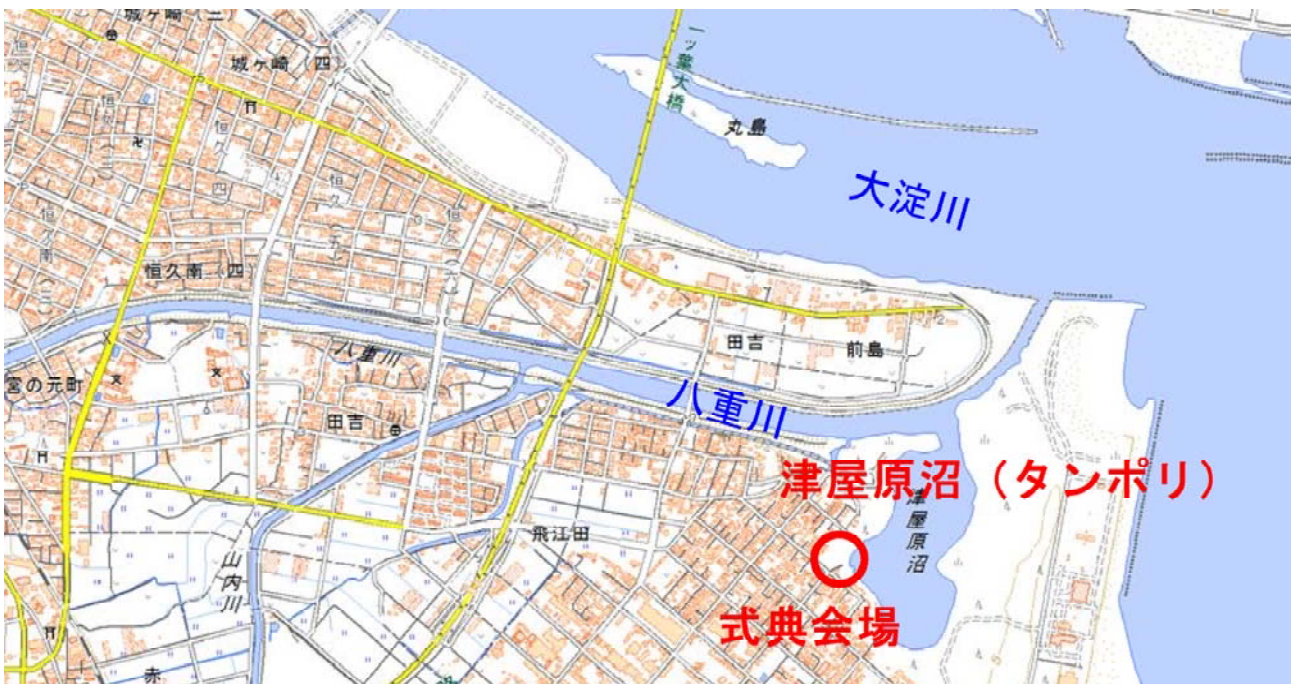 城ヶ崎（三）
城ヶ崎（四）
一ッ葉大橋
丸島
大淀川
恒久南（四）
八重川
宮の元町
田吉
前島
八重川
田吉
津屋原沼（タンポリ）
津屋原沼
飛江田
山内川
式典会場
赤